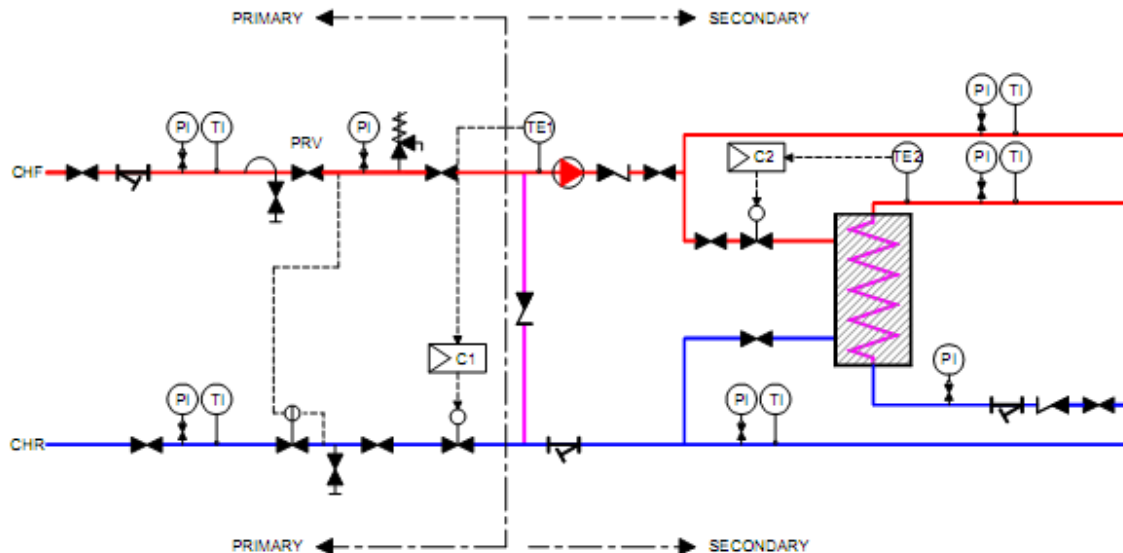 PRIMARY SECONDARY
PI TI
PI TI PRV PI TE1 C2 TE2 PI TI
CHF
C1 PI
PI TI PI TI
CHR
PRIMARY SECONDARY